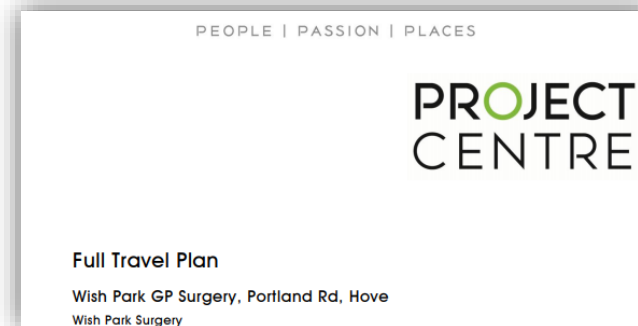 PEOPLE | PASSION | PLACES
PROJECT
CENTRE
Full Travel Plan
Wish Park GP Surgery, Portland Rd, Hove
Wish Park Surgery